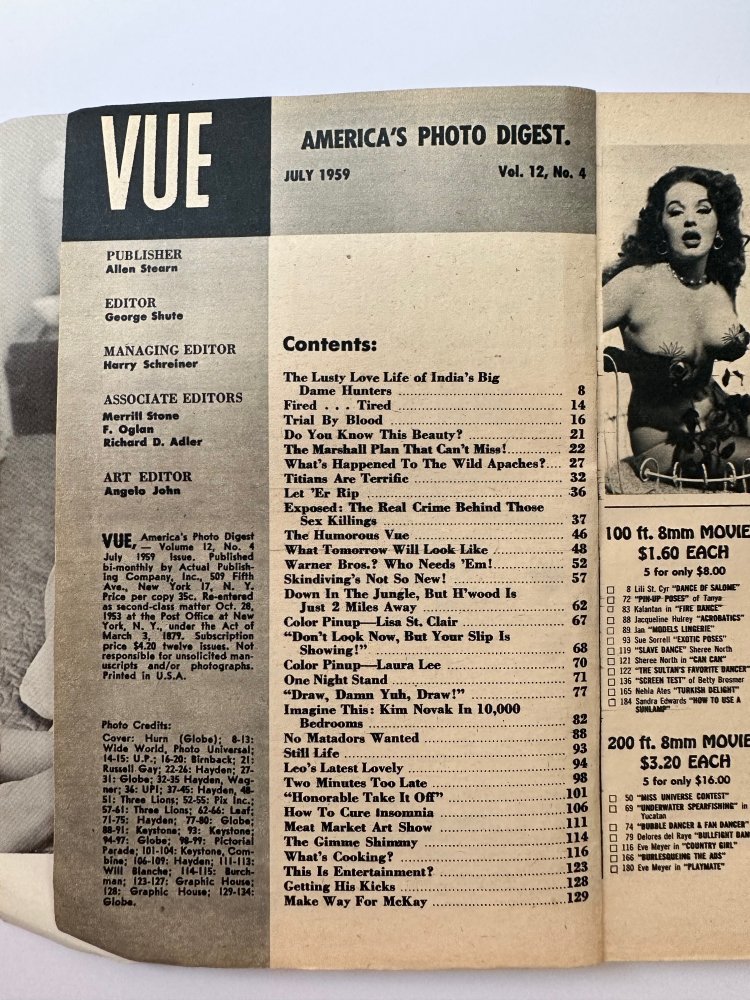 VUE
AMERICA'S PHOTO DIGEST.
JULY 1959 Vol. 12, No. 4
PUBLISHER
Allen Stearn
EDITOR
George Shute
MANAGING EDITOR
Harry Schreiner
ASSOCIATE EDITORS
Merrill Stone
F. Oglan
Richard D. Adler
ART EDITOR
Angelo John
VUE, America's Photo Digest
— Volume 12, No. 4
July 1959 Issue. Published
bi-monthly by Actual Publish-
ing Company, Inc., 509 Fifth
Ave., New York 17, N. Y.
Price per copy 35c. Re-entered
as second-class matter Oct. 28,
1953 at the Post Office at New
York, N. Y., under the Act of
March 3, 1879. Subscription
price $4.20 twelve issues. Not
responsible for unsolicited man-
uscripts and/or photographs.
Printed in U.S.A.
Photo Credits:
Cover: Hurn (Globe); 8-13:
Wide World, Photo Universal;
14-15: U.P.; 16-20: Birnback; 21:
Russell Gay; 22-26: Hayden; 27-
31: Globe; 32-35 Hayden, Wag-
ner; 36: UPI; 37-45: Hayden, 48-
51: Three Lions; 52-55: Pix Inc.;
57-61: Three Lions; 62-66: Leaf;
71-75: Hayden; 77-80: Globe;
88-91: Keystone; 93: Keystone;
94-97: Globe; 98-99: Pictorial
Parade; 101-104: Keystone, Com-
bine; 106-109: Hayden; 111-113:
Will Blanche; 114-115: Burch-
man; 123-127: Graphic House;
128: Graphic House; 129-134:
Globe.
Contents:
The Lusty Love Life of India's Big
Dame Hunters 8
Fired . . . Tired 14
Trial By Blood 16
Do You Know This Beauty? 21
The Marshall Plan That Can't Miss! 22
What's Happened To The Wild Apaches? 27
Titians Are Terrific 32
Let 'Er Rip 36
Exposed: The Real Crime Behind Those
Sex Killings 37
The Humorous Vue 46
What Tomorrow Will Look Like 48
Warner Bros.? Who Needs 'Em! 52
Skindiving's Not So New! 57
Down In The Jungle, But H'wood Is
Just 2 Miles Away 62
Color Pinup—Lisa St. Clair 67
"Don't Look Now, But Your Slip Is
Showing!" 68
Color Pinup—Laura Lee 70
One Night Stand 71
"Draw, Damn Yuh, Draw!" 77
Imagine This: Kim Novak In 10,000
Bedrooms 82
No Matadors Wanted 88
Still Life 93
Leo's Latest Lovely 94
Two Minutes Too Late 98
"Honorable Take It Off" 101
How To Cure Insomnia 106
Meat Market Art Show 111
The Gimme Shimmy 114
What's Cooking? 116
This Is Entertainment? 123
Getting His Kicks 128
Make Way For McKay 129
100 ft. 8mm MOVIE
$1.60 EACH
5 for only $8.00
8 Lili St. Cyr "DANCE OF SALOME"
72 "PIN-UP POSES" of Tanya
83 Kalantan in "FIRE DANCE"
88 Jacqueline Hulrey "ACROBATICS"
89 Jan "MODELS LINGERIE"
93 Sue Sorrell "EXOTIC POSES"
119 "SLAVE DANCE" Sheree North
121 Sheree North in "CAN CAN"
122 "THE SULTAN'S FAVORITE DANCER"
136 "SCREEN TEST" of Betty Brosmer
165 Nehla Ates "TURKISH DELIGHT"
184 Sandra Edwards "HOW TO USE A
SUNLAMP"
200 ft. 8mm MOVIE
$3.20 EACH
5 for only $16.00
50 "MISS UNIVERSE CONTEST"
69 "UNDERWATER SPEARFISHING" in
Yucatan
74 "BUBBLE DANCER & FAN DANCER"
79 Delores del Raye "BULLFIGHT DAN
116 Eve Meyer in "COUNTRY GIRL"
166 "BURLESQUEING THE ADS"
180 Eve Meyer in "PLAYMATE"